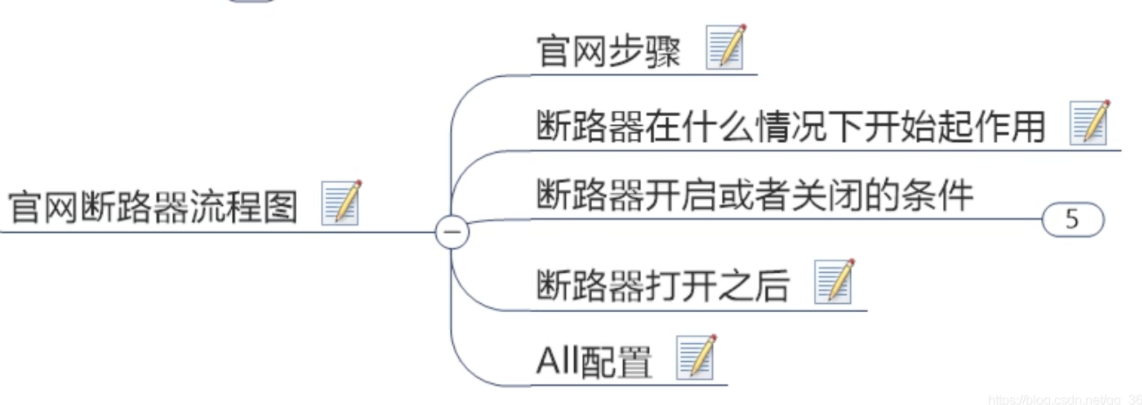 官网断路器流程图
官网步骤
断路器在什么情况下开始起作用
断路器开启或者关闭的条件
5
断路器打开之后
All配置
https://blog.csdn.net/qq_36